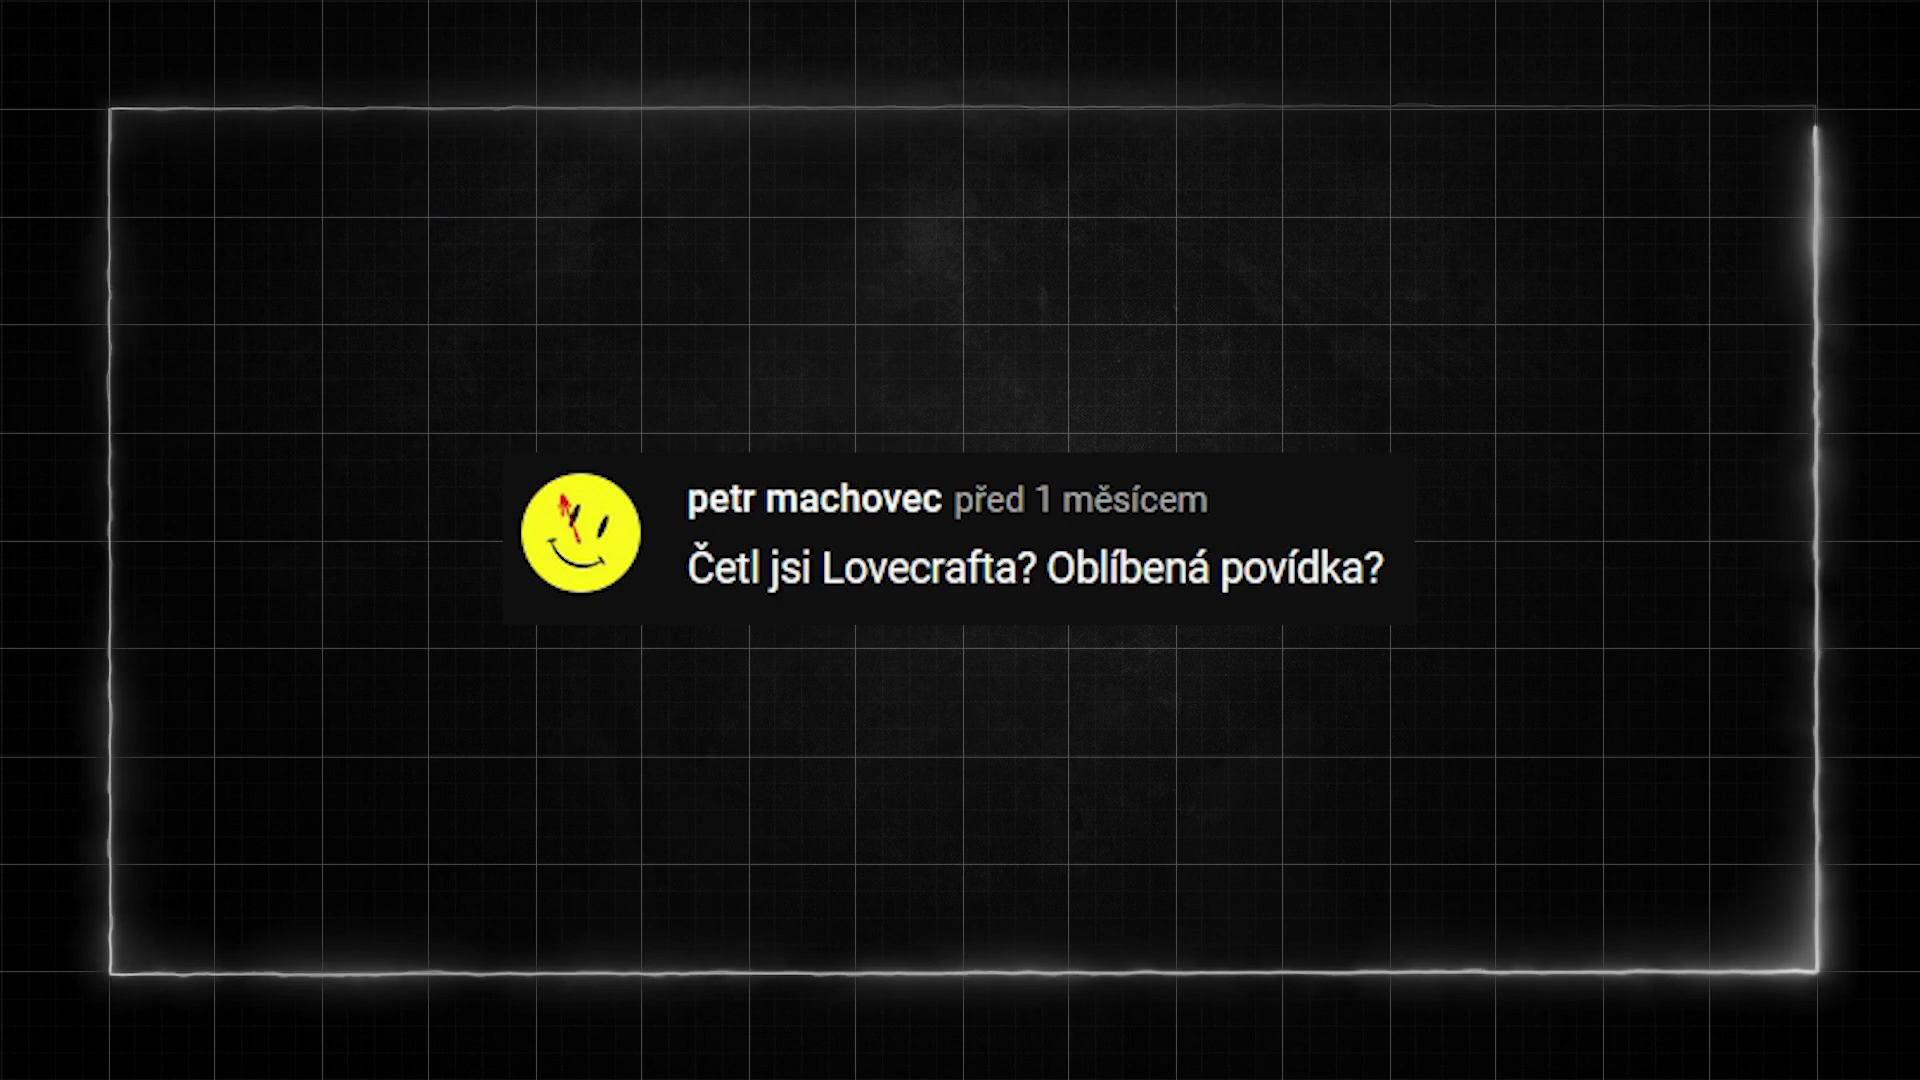 petr machovec před 1 měsícem
Četl jsi Lovecrafta? Oblíbená povídka?